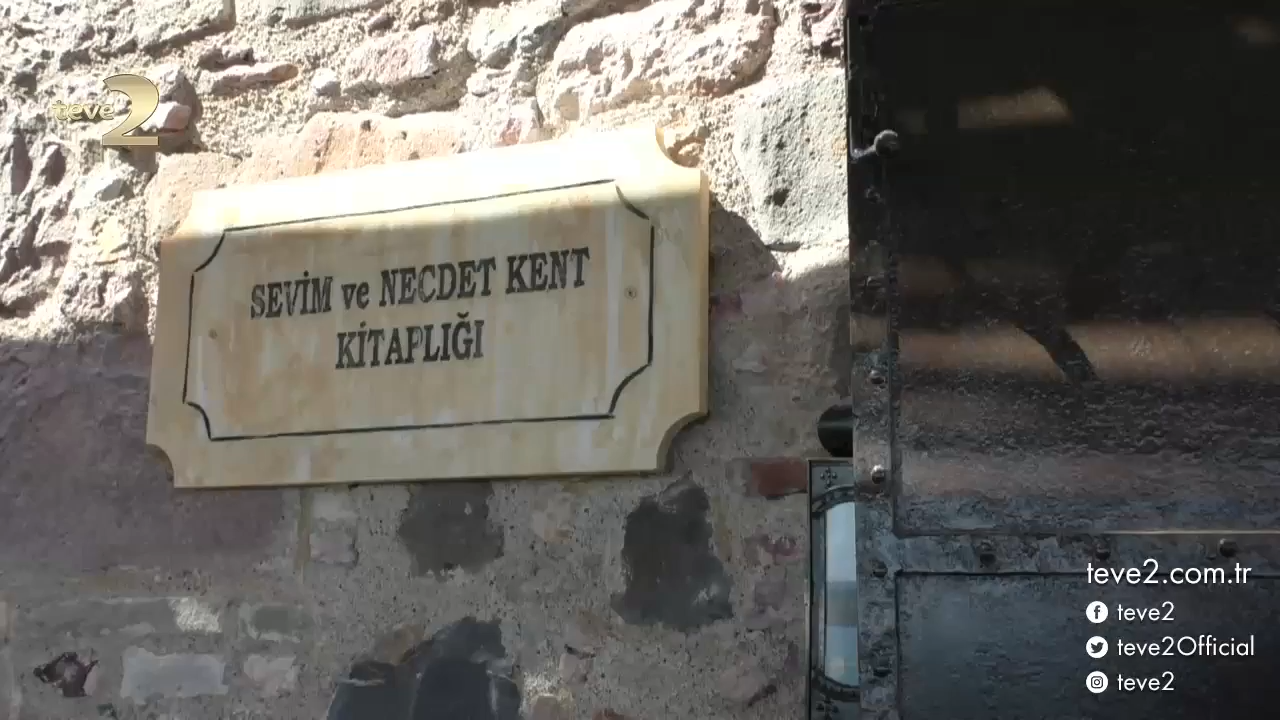 teve2
SEVİM ve NECDET KENT
KİTAPLIĞI
teve2.com.tr
teve2
teve2Official
teve2